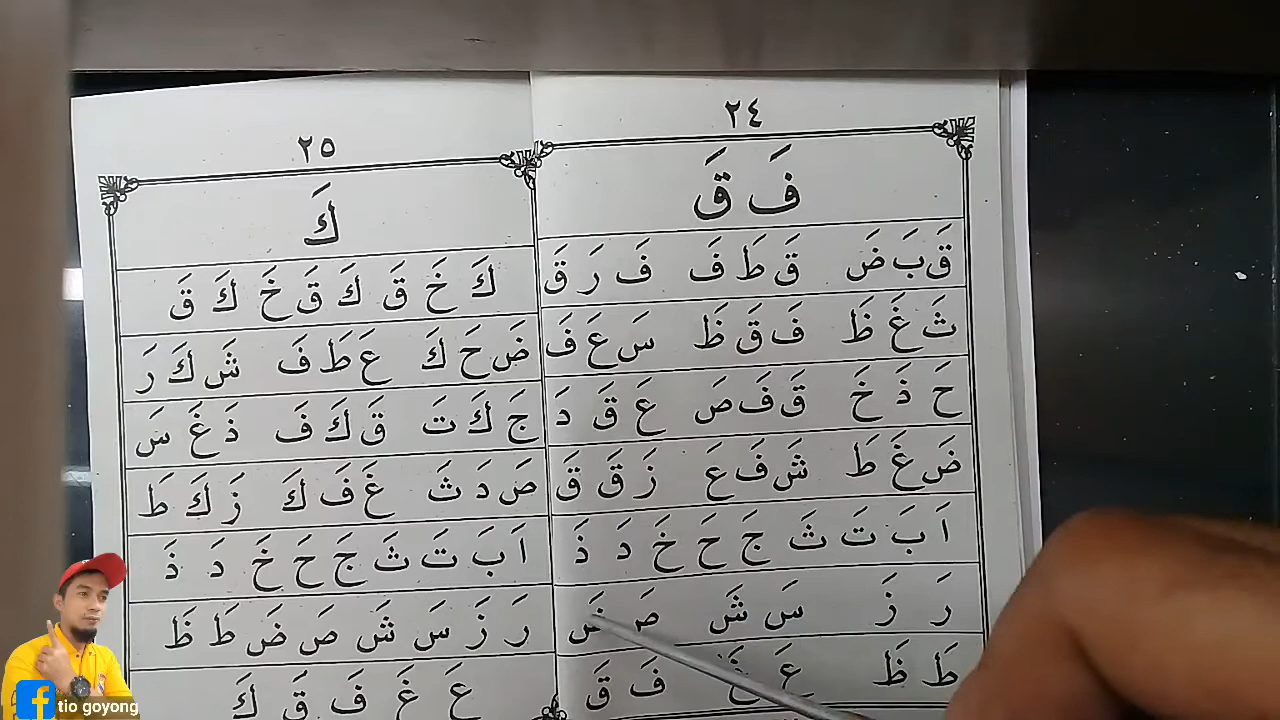 ٢٤
فَ قَ
قَ بَ ضَ قَ طَ فَ فَ رَ قَ
ثَ غَ ظَ فَ قَ ظَ سَ عَ فَ
حَ ذَ خَ قَ فَ صَ عَ قَ دَ
ضَ غَ طَ شَ فَ عَ زَ قَ قَ
اَ بَ تَ ثَ جَ حَ خَ دَ ذَ
رَ زَ سَ شَ صَ ضَ
طَ ظَ عَ غَ فَ قَ
٢٥
كَ
كَ خَ قَ كَ قَ خَ كَ قَ
ضَ حَ كَ عَ طَ فَ شَ كَ رَ
جَ كَ تَ قَ كَ فَ ذَ غَ سَ
صَ دَ ثَ غَ فَ كَ زَ كَ طَ
اَ بَ تَ ثَ جَ حَ خَ دَ ذَ
رَ زَ سَ شَ صَ ضَ طَ ظَ
عَ غَ فَ قَ كَ
tio goyong